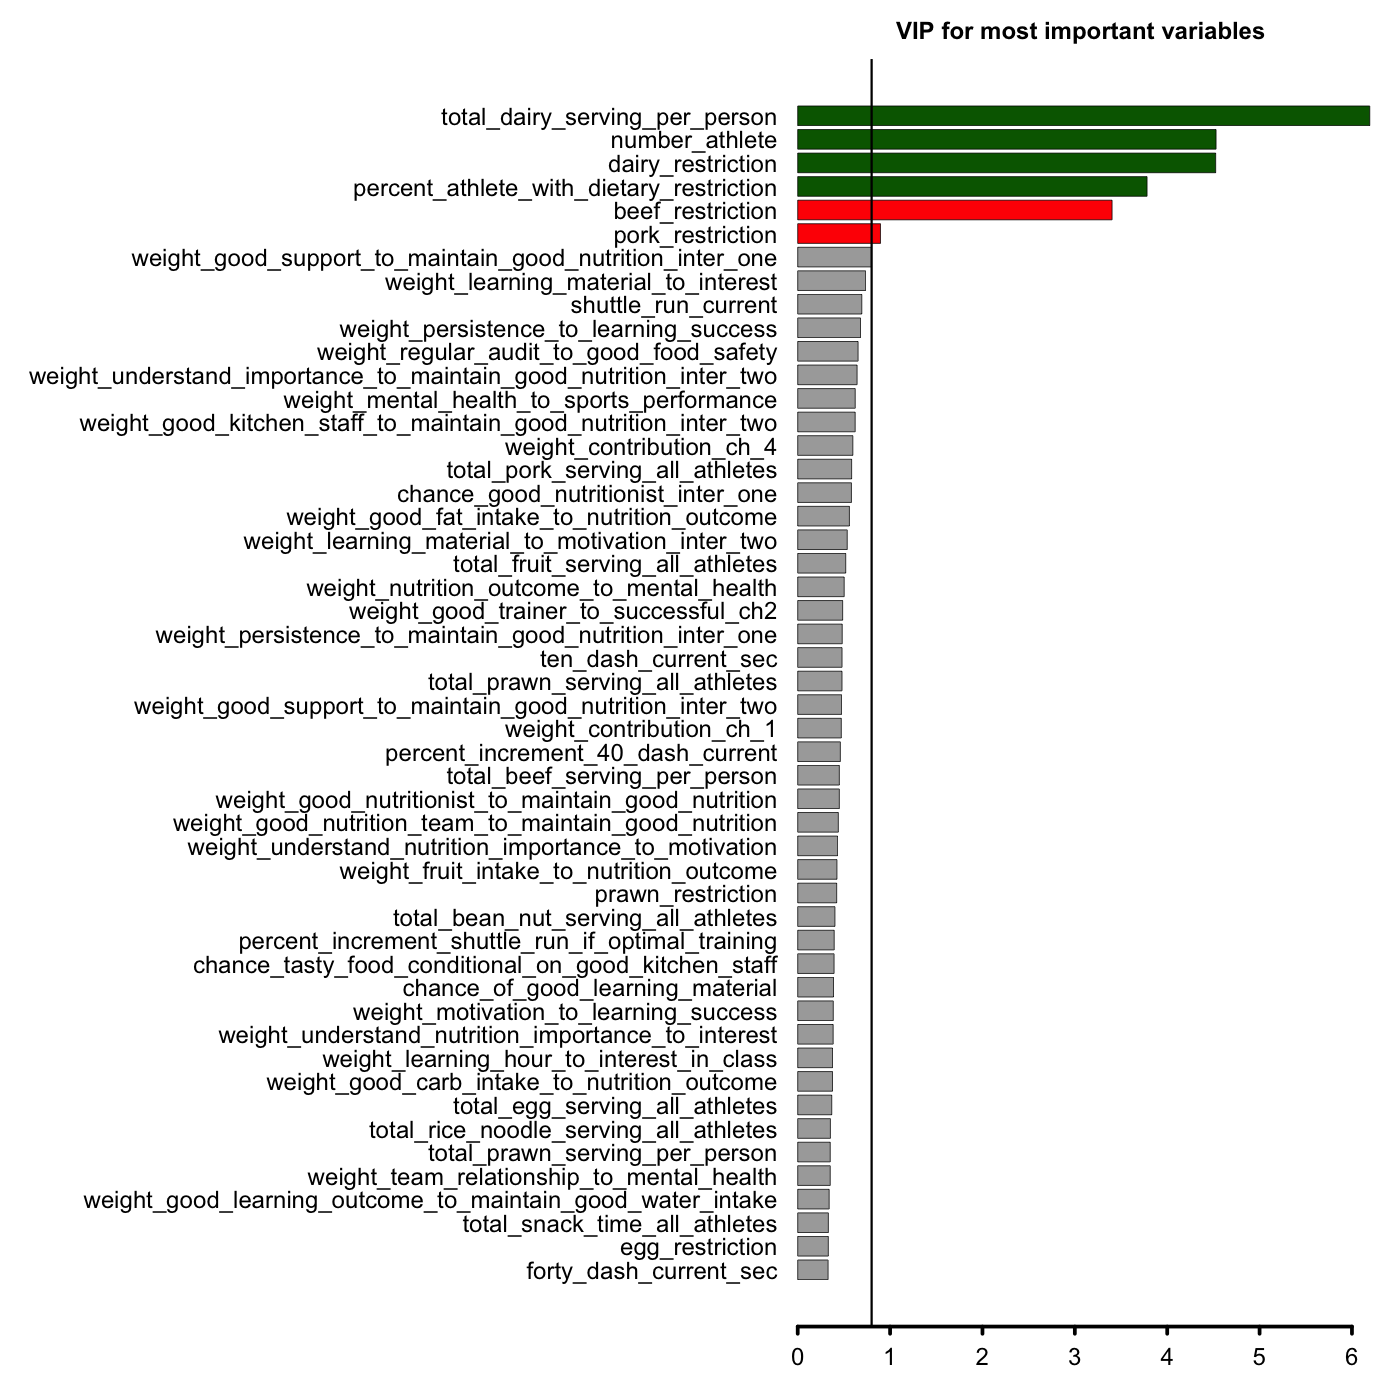 VIP for most important variables
total_dairy_serving_per_person
number_athlete
dairy_restriction
percent_athlete_with_dietary_restriction
beef_restriction
pork_restriction
weight_good_support_to_maintain_good_nutrition_inter_one
weight_learning_material_to_interest
shuttle_run_current
weight_persistence_to_learning_success
weight_regular_audit_to_good_food_safety
weight_understand_importance_to_maintain_good_nutrition_inter_two
weight_mental_health_to_sports_performance
weight_good_kitchen_staff_to_maintain_good_nutrition_inter_two
weight_contribution_ch_4
total_pork_serving_all_athletes
chance_good_nutritionist_inter_one
weight_good_fat_intake_to_nutrition_outcome
weight_learning_material_to_motivation_inter_two
total_fruit_serving_all_athletes
weight_nutrition_outcome_to_mental_health
weight_good_trainer_to_successful_ch2
weight_persistence_to_maintain_good_nutrition_inter_one
ten_dash_current_sec
total_prawn_serving_all_athletes
weight_good_support_to_maintain_good_nutrition_inter_two
weight_contribution_ch_1
percent_increment_40_dash_current
total_beef_serving_per_person
weight_good_nutritionist_to_maintain_good_nutrition
weight_good_nutrition_team_to_maintain_good_nutrition
weight_understand_nutrition_importance_to_motivation
weight_fruit_intake_to_nutrition_outcome
prawn_restriction
total_bean_nut_serving_all_athletes
percent_increment_shuttle_run_if_optimal_training
chance_tasty_food_conditional_on_good_kitchen_staff
chance_of_good_learning_material
weight_motivation_to_learning_success
weight_understand_nutrition_importance_to_interest
weight_learning_hour_to_interest_in_class
weight_good_carb_intake_to_nutrition_outcome
total_egg_serving_all_athletes
total_rice_noodle_serving_all_athletes
total_prawn_serving_per_person
weight_team_relationship_to_mental_health
weight_good_learning_outcome_to_maintain_good_water_intake
total_snack_time_all_athletes
egg_restriction
forty_dash_current_sec
0 1 2 3 4 5 6